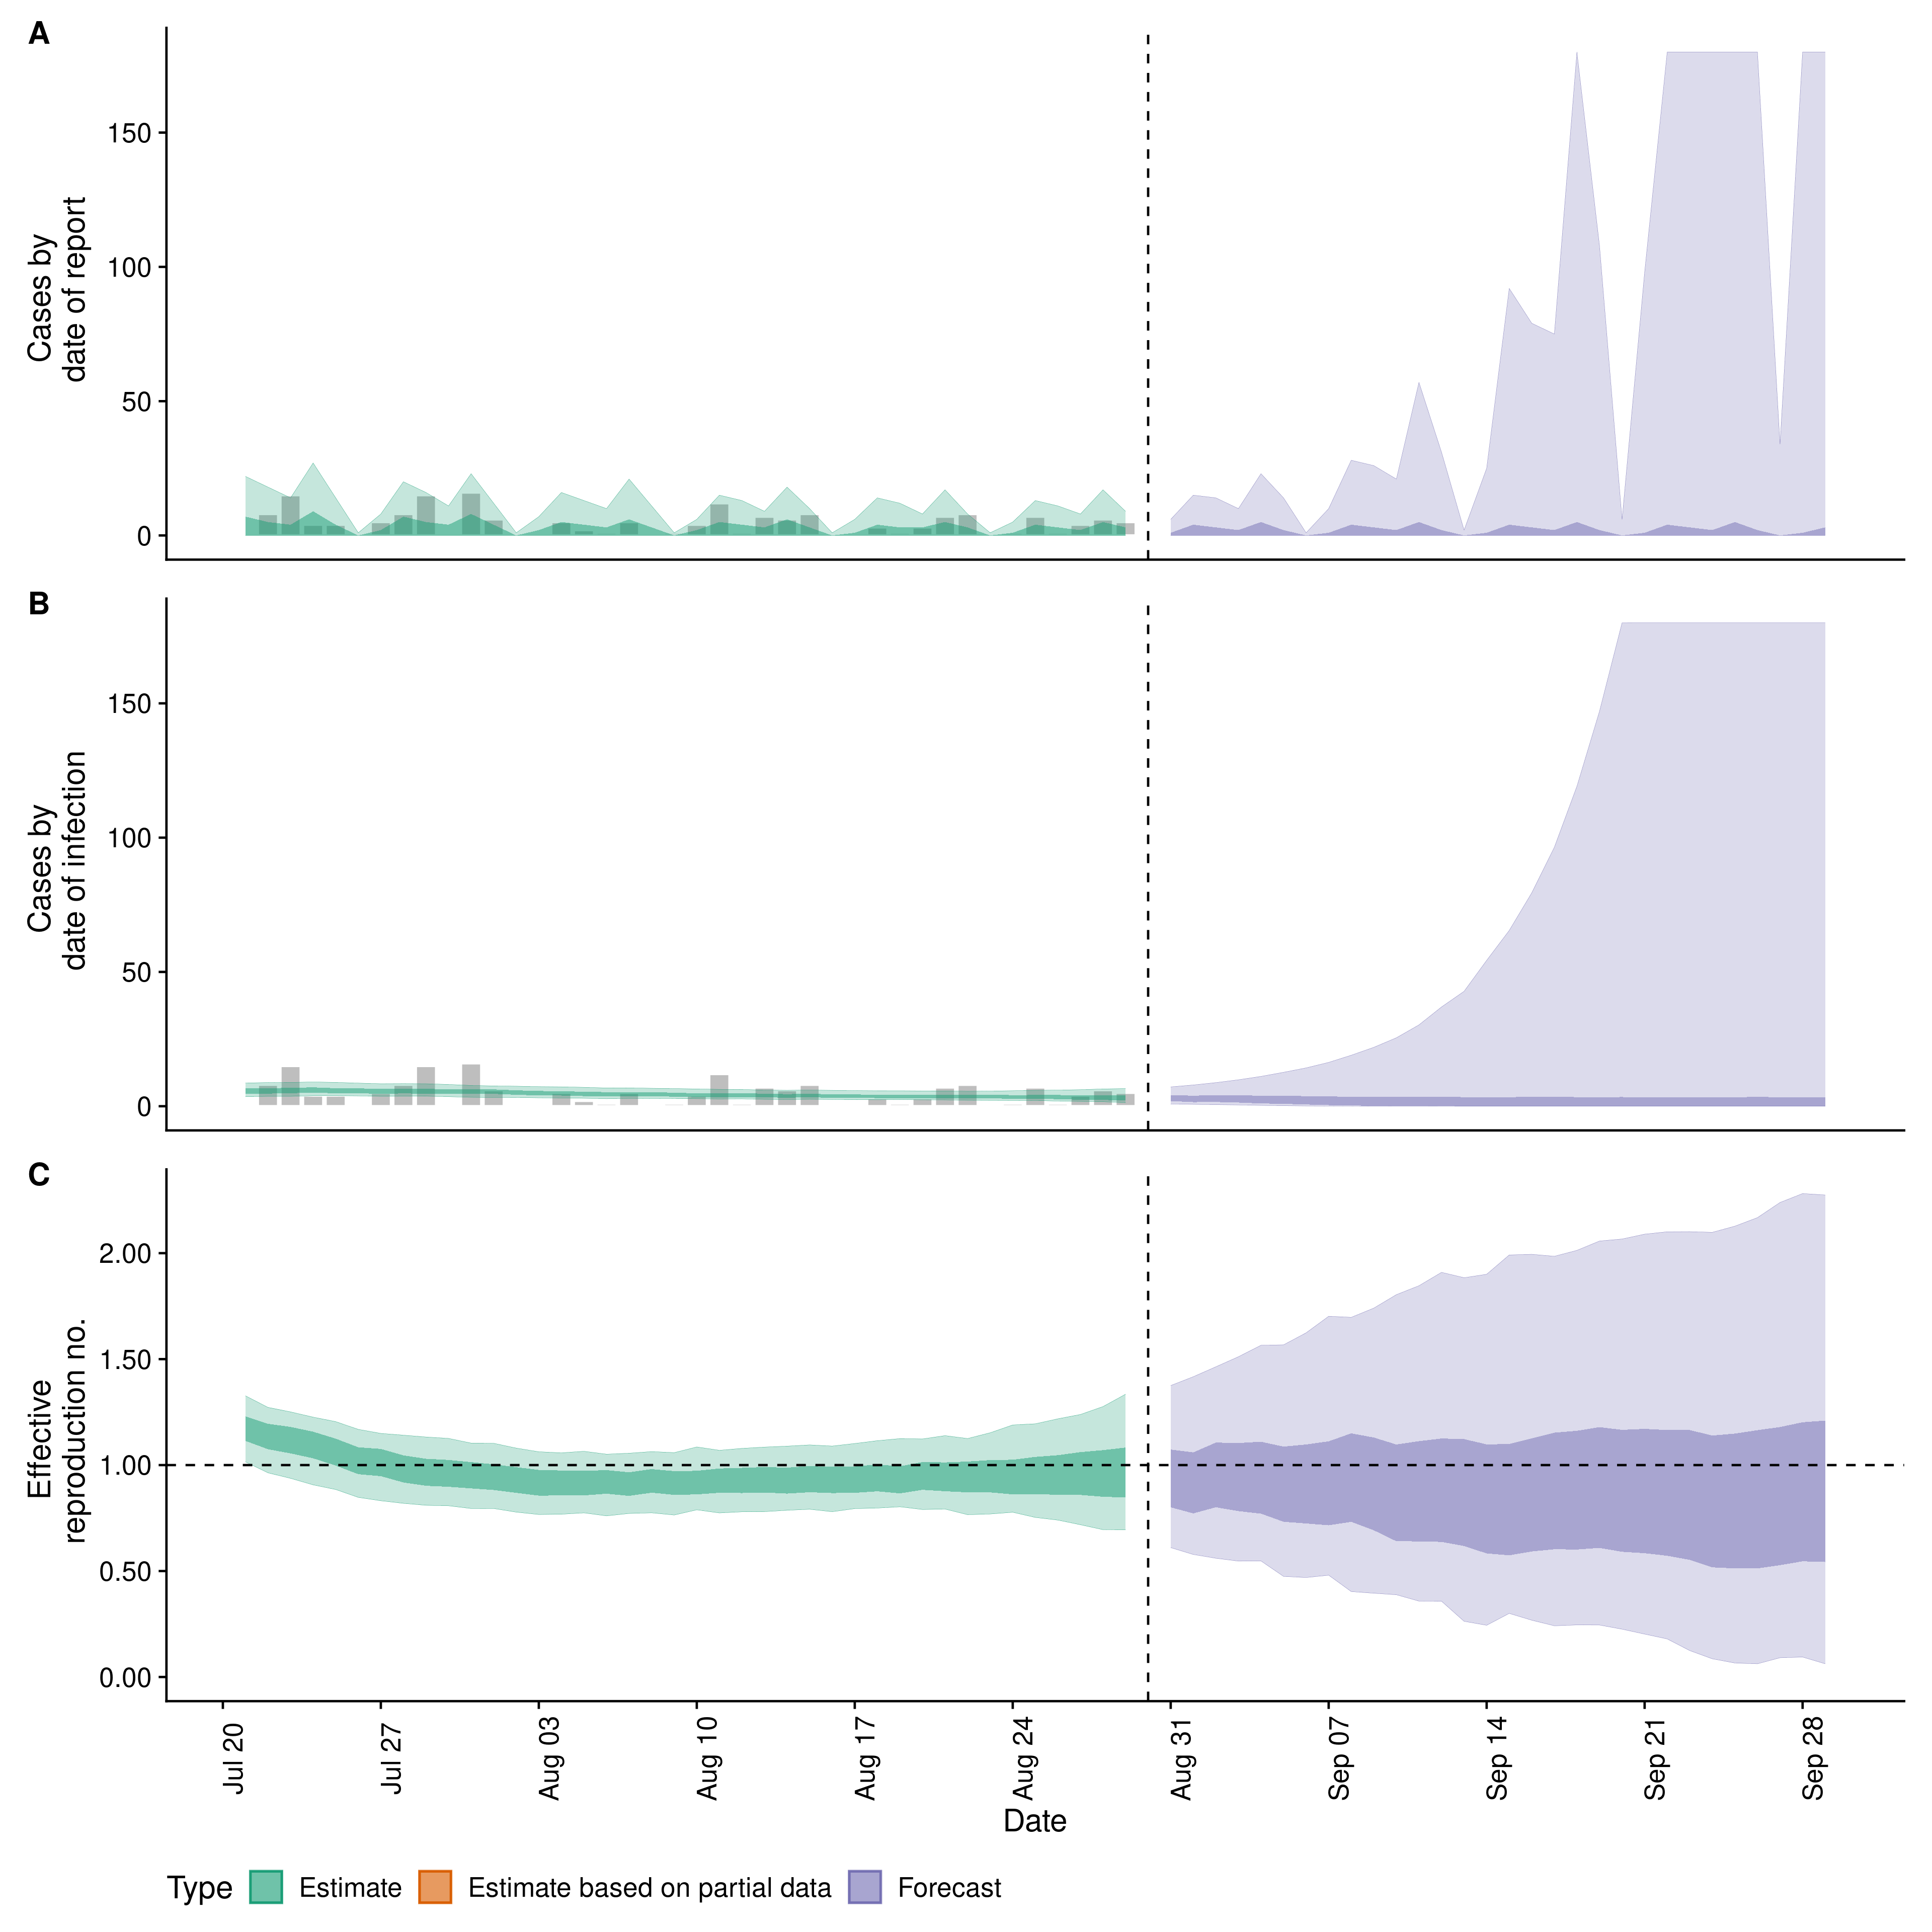 A
Cases by
date of report
150
100
50
0
B
Cases by
date of infection
150
100
50
0
C
Effective
reproduction no.
2.00
1.50
1.00
0.50
0.00
Jul 20
Jul 27
Aug 03
Aug 10
Aug 17
Aug 24
Aug 31
Sep 07
Sep 14
Sep 21
Sep 28
Date
Type Estimate Estimate based on partial data Forecast